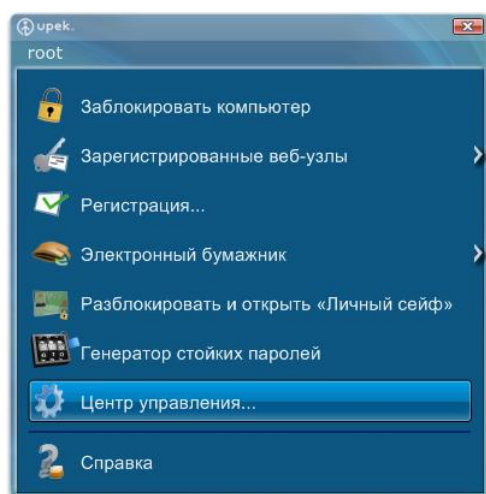 upek.
root
Заблокировать компьютер
Зарегистрированные веб-узлы
Регистрация...
Электронный бумажник
Разблокировать и открыть «Личный сейф»
Генератор стойких паролей
Центр управления...
Справка